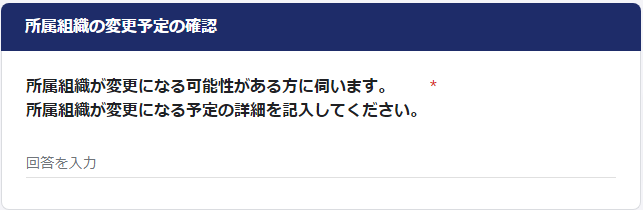 所属組織の変更予定の確認
所属組織が変更になる可能性がある方に伺います。 *
所属組織が変更になる予定の詳細を記入してください。
回答を入力